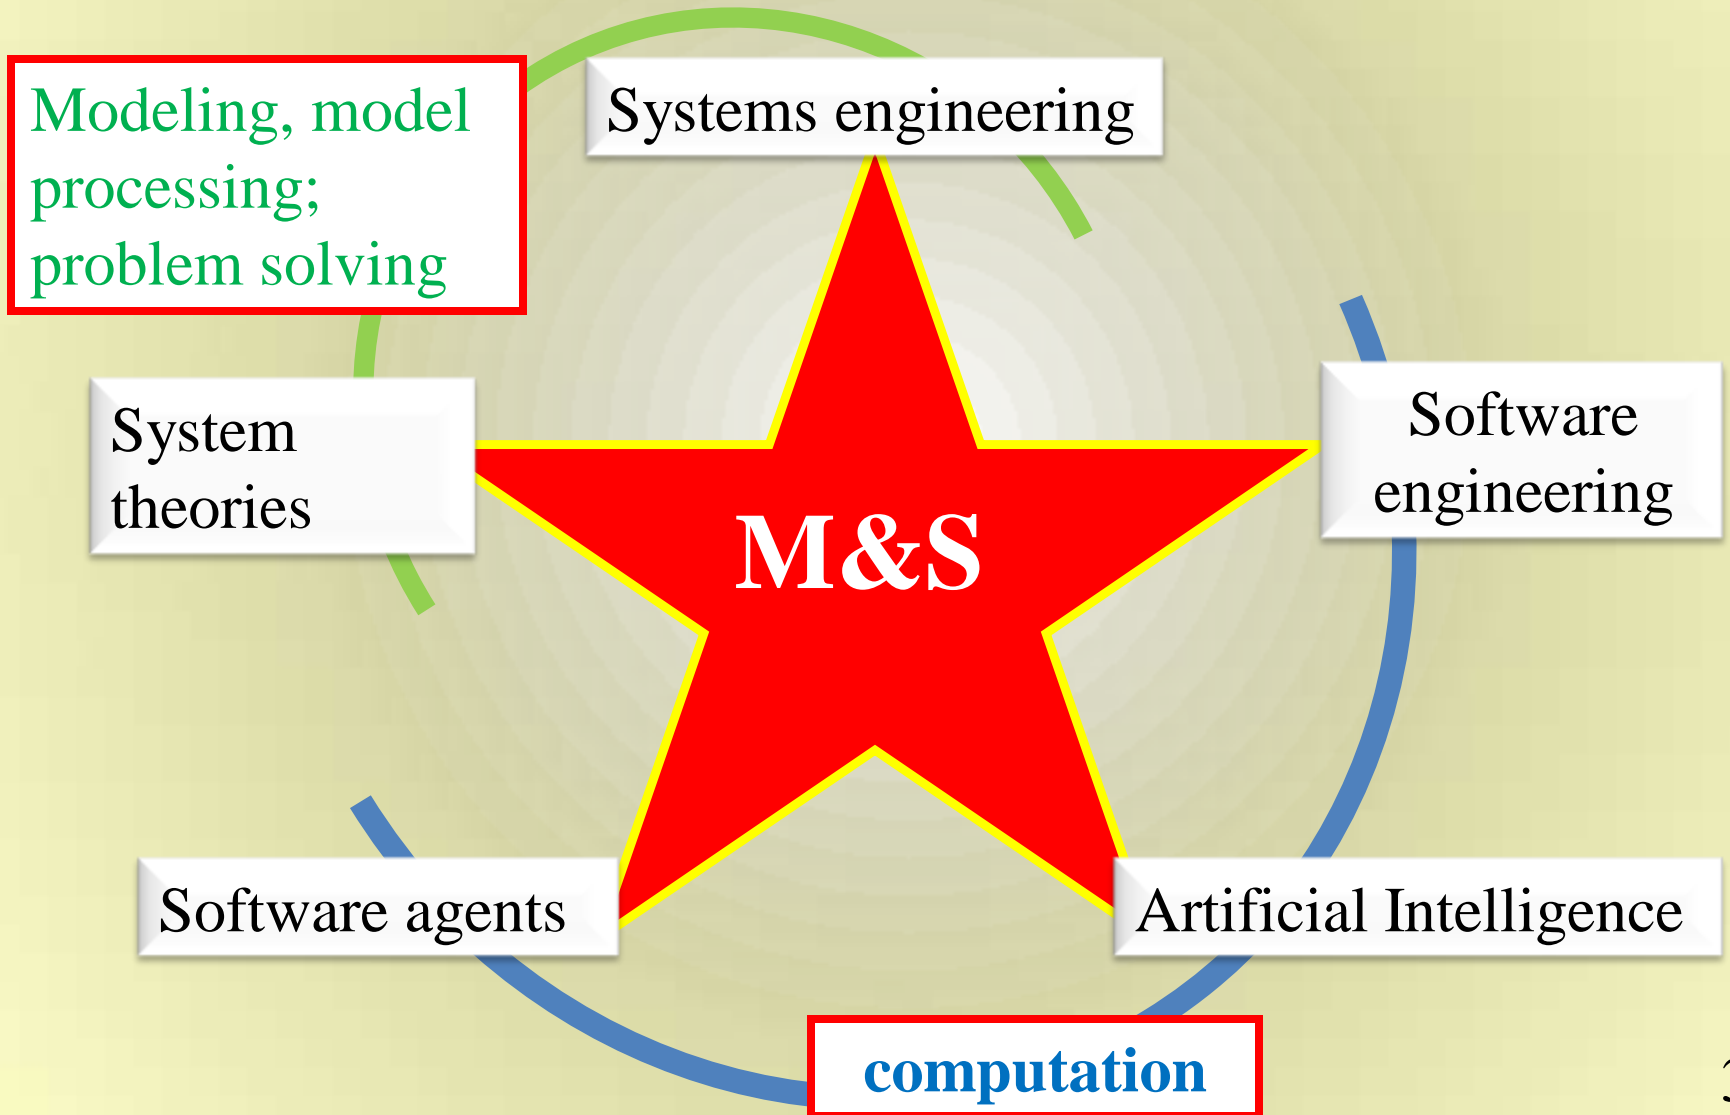 Modeling, model
processing;
problem solving
Systems engineering
System
theories
Software
engineering
M&S
Software agents
Artificial Intelligence
computation